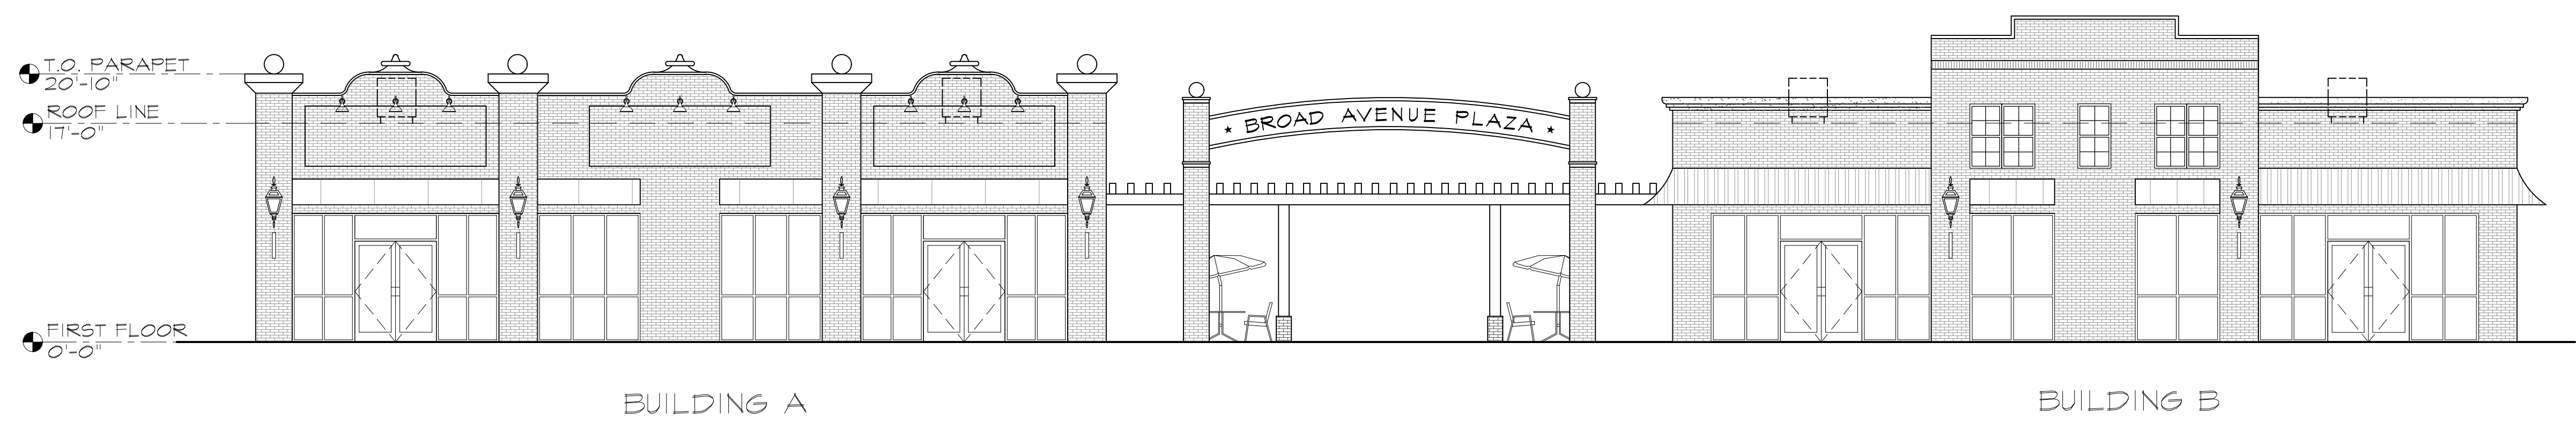 T.O. PARAPET
20'-10"
ROOF LINE
17'-0"
★ BROAD AVENUE PLAZA ★
FIRST FLOOR
0'-0"
BUILDING A
BUILDING B